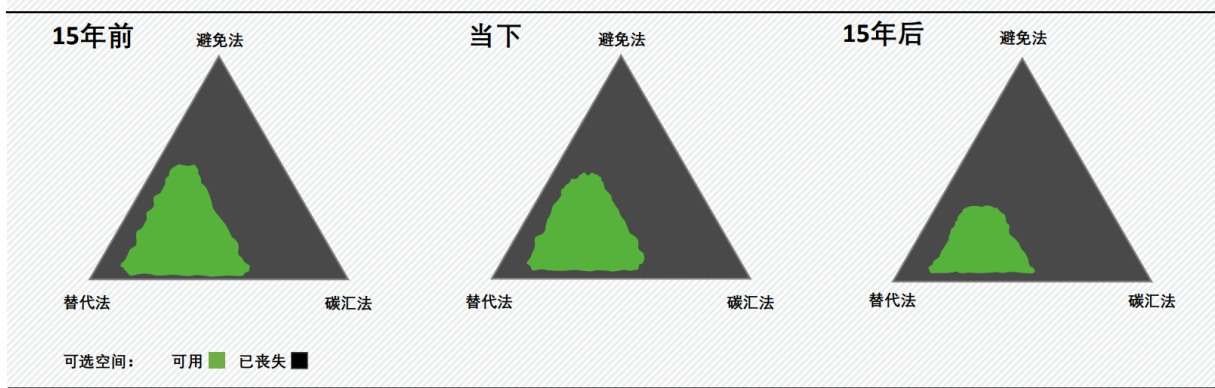 15年前
避免法
替代法
碳汇法
当下
避免法
替代法
碳汇法
15年后
避免法
替代法
碳汇法
可选空间： 可用 已丧失